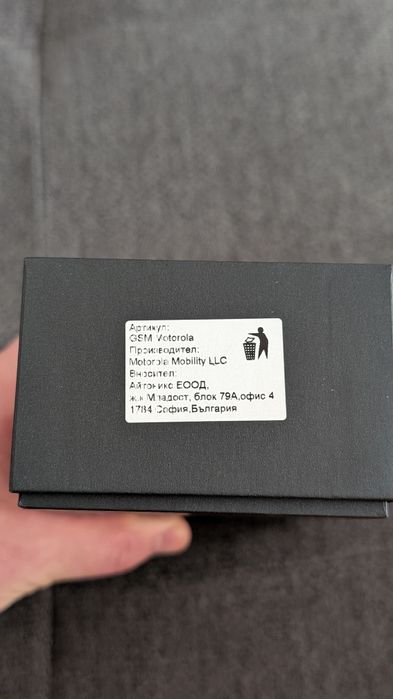 Артикул:
GSM Motorola
Производител:
Motorola Mobility LLC
Вносител:
Айтоникс ЕООД,
ж.к Младост, блок 79А,офис 4
1784 София,България